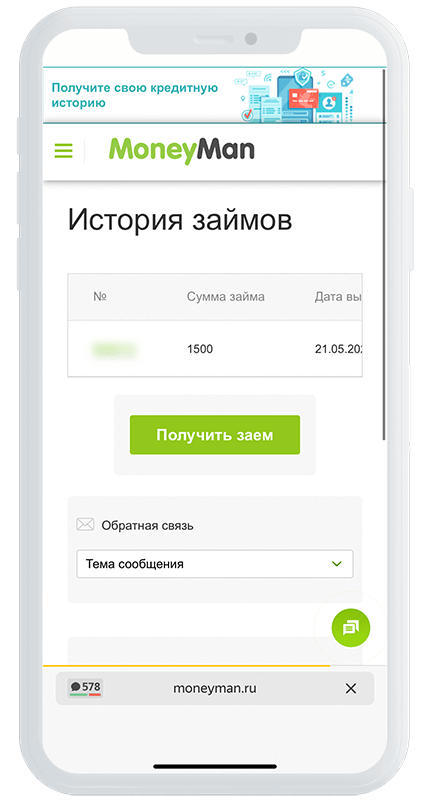 Получите свою кредитную
историю
MoneyMan
История займов
№ Сумма займа Дата вы
1500 21.05.20
Получить заем
Обратная связь
Тема сообщения
578 moneyman.ru